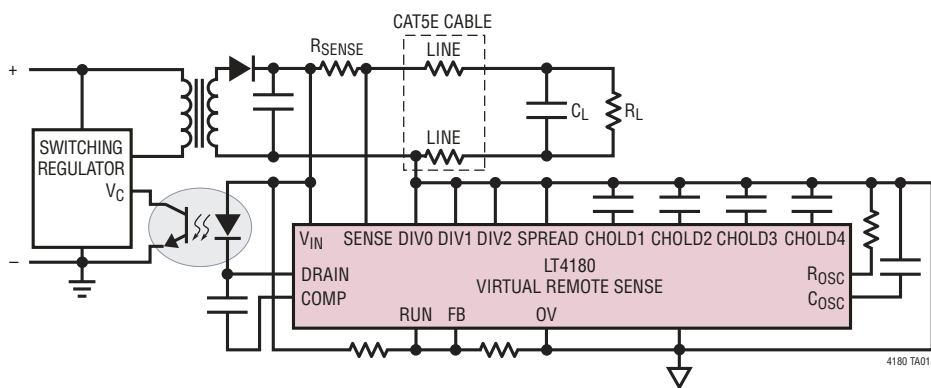 CAT5E CABLE
RSENSE
LINE
+
CL
RL
LINE
SWITCHING
REGULATOR
VC
VIN SENSE DIV0 DIV1 DIV2 SPREAD CHOLD1 CHOLD2 CHOLD3 CHOLD4
–
LT4180
VIRTUAL REMOTE SENSE
DRAIN
COMP
ROSC
COSC
RUN FB OV
4180 TA01